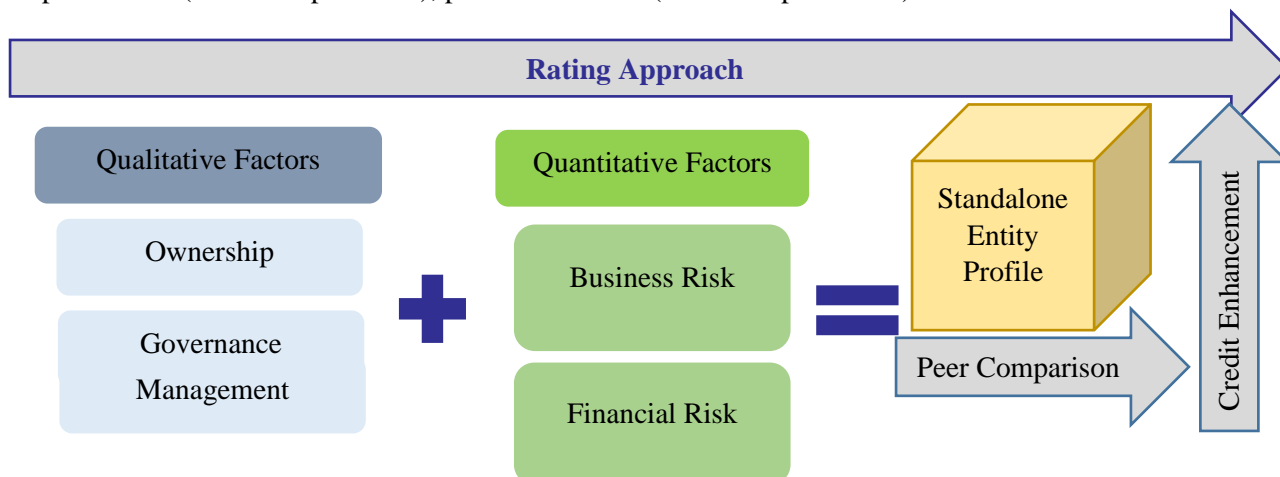 Rating Approach
Qualitative Factors
Ownership
Governance
Management
Quantitative Factors
Business Risk
Financial Risk
Standalone
Entity
Profile
Peer Comparison
Credit Enhancement